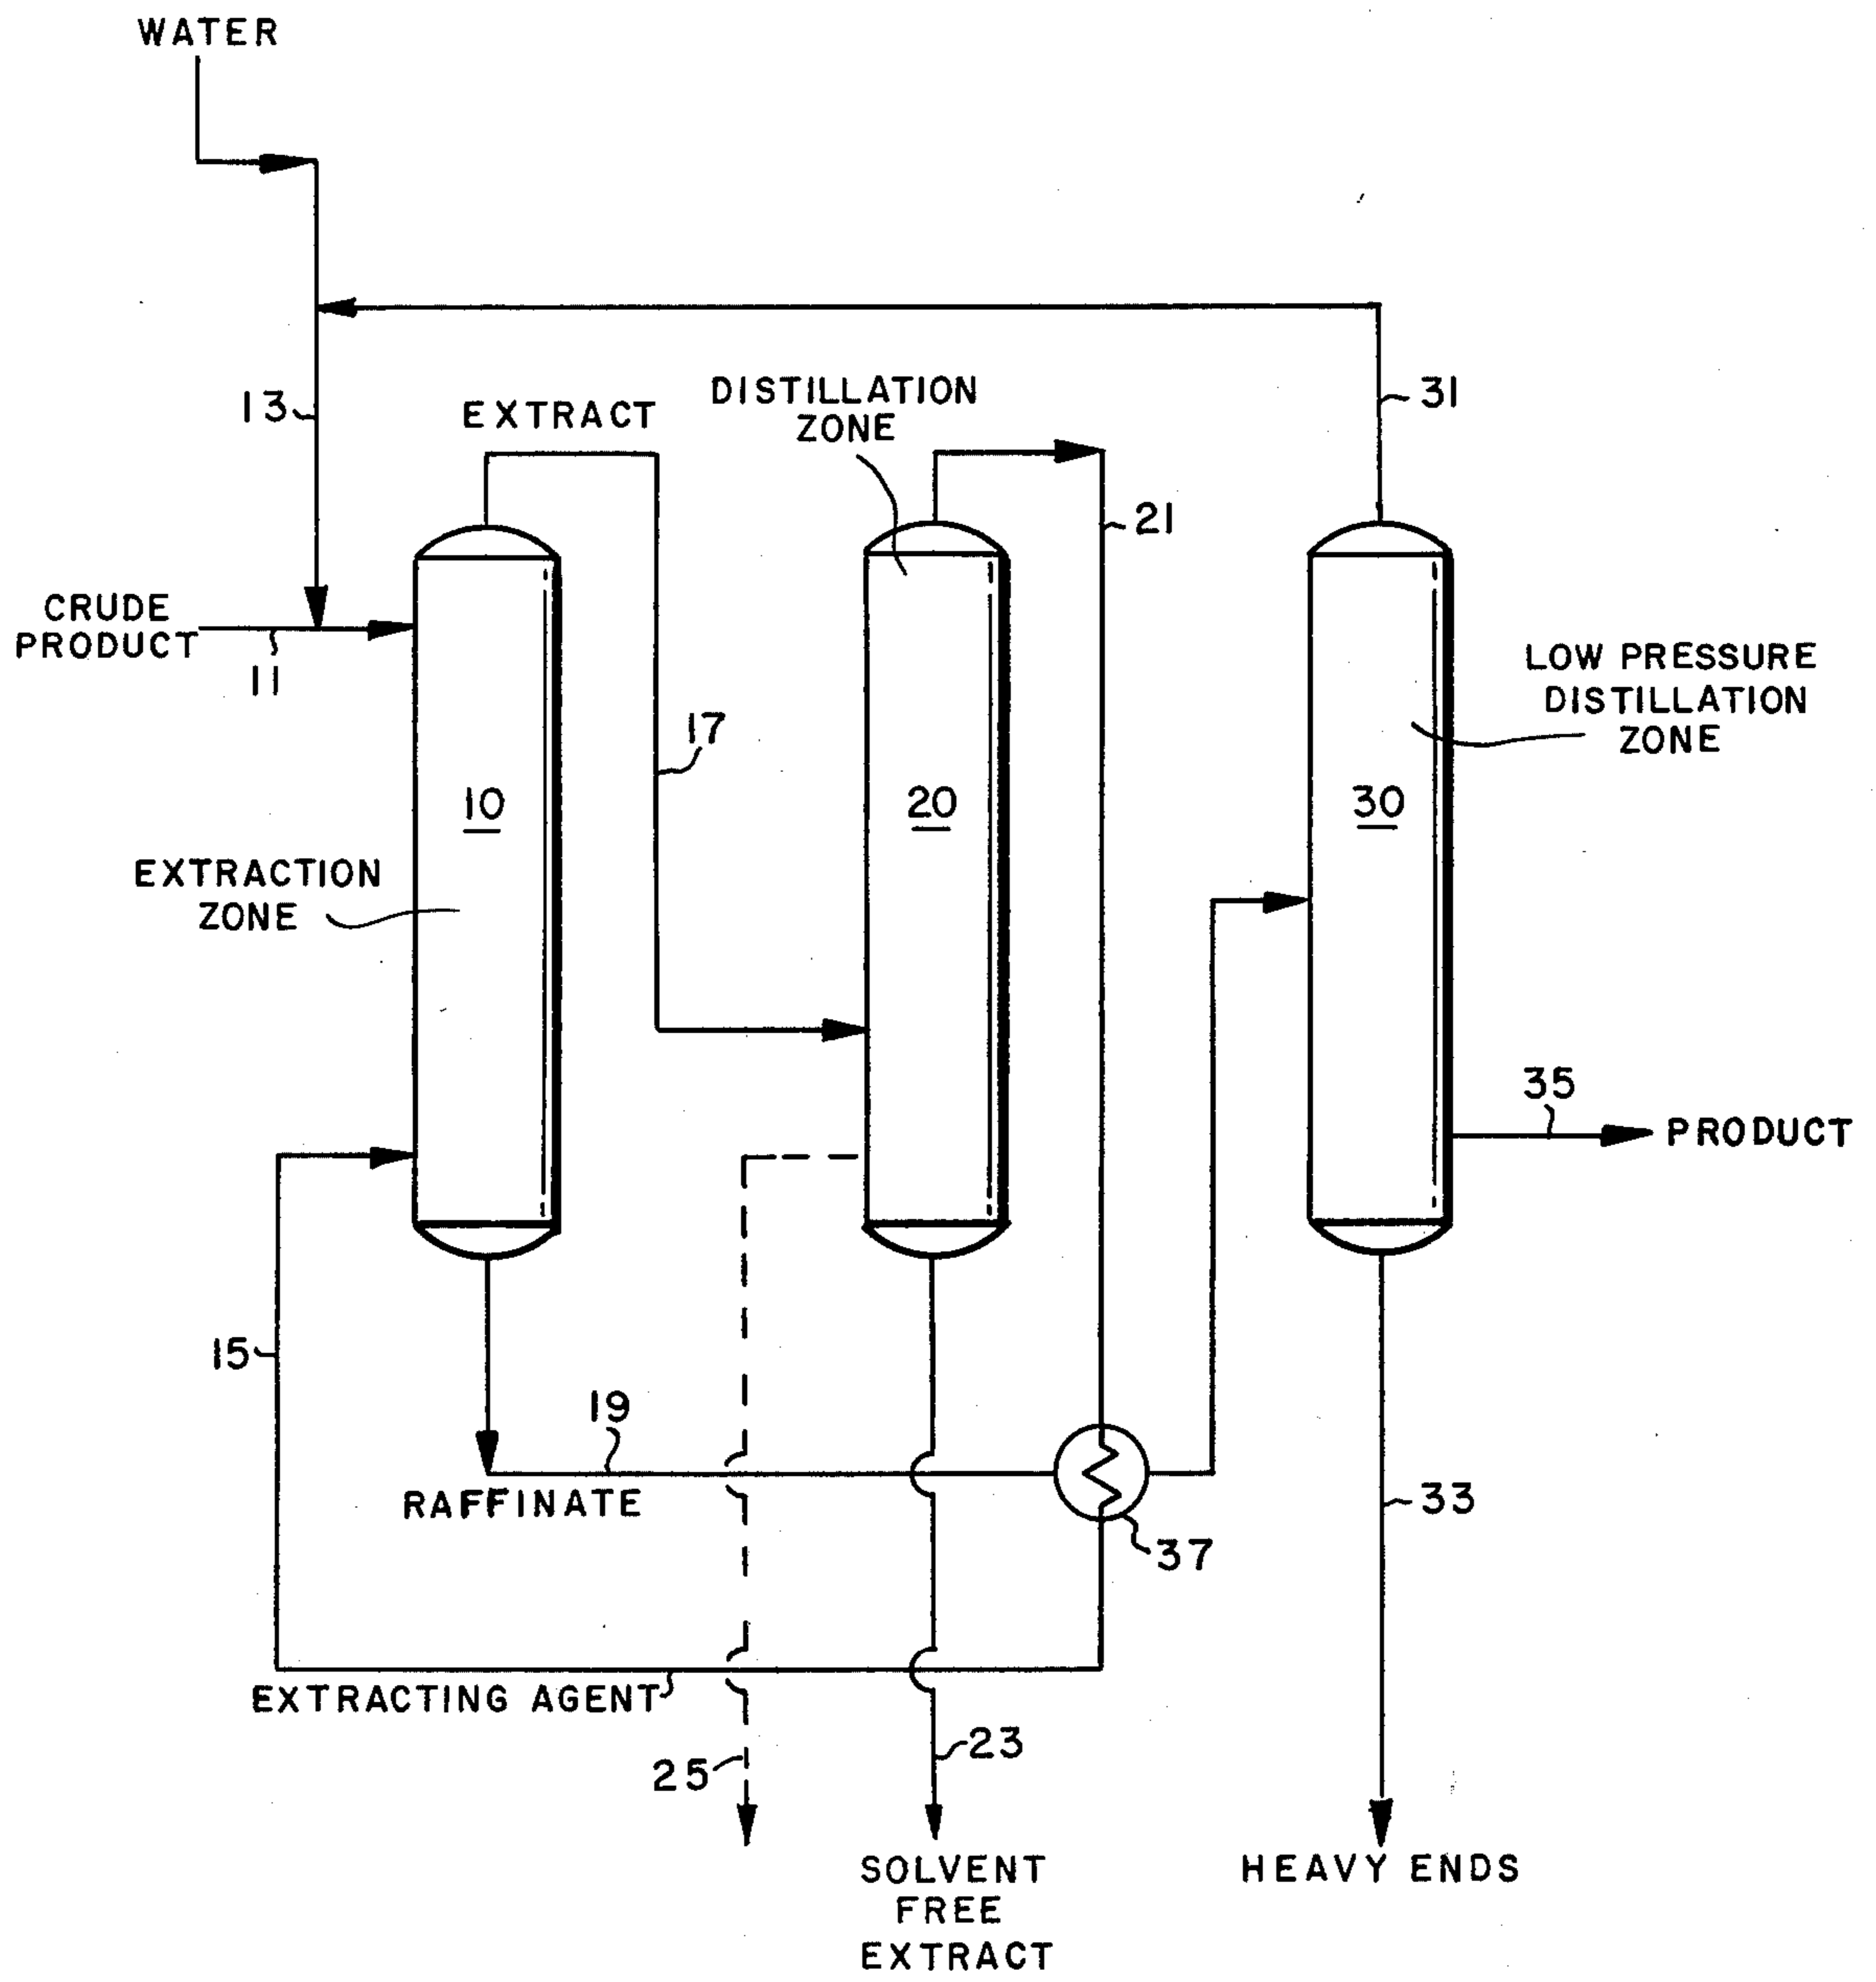 WATER
13
EXTRACT
DISTILLATION
ZONE
31
21
CRUDE
PRODUCT
11
17
LOW PRESSURE
DISTILLATION
ZONE
10
20
30
EXTRACTION
ZONE
35
PRODUCT
15
19
RAFFINATE
37
33
EXTRACTING AGENT
25
23
SOLVENT
FREE
EXTRACT
HEAVY ENDS